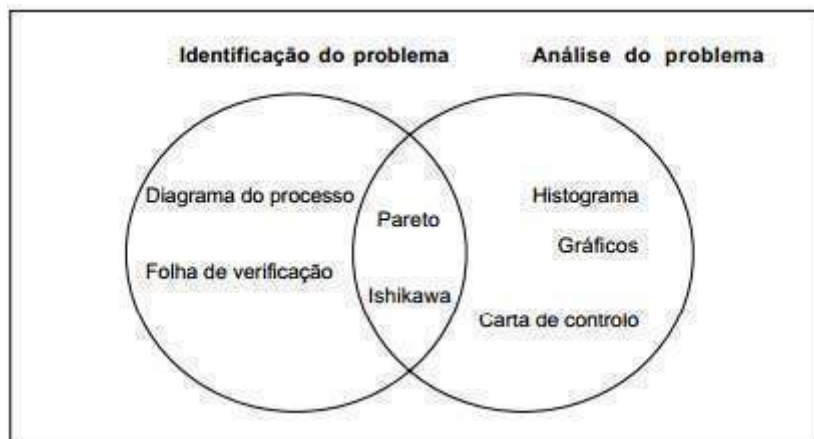 Identificação do problema
Análise do problema
Diagrama do processo
Folha de verificação
Pareto
Ishikawa
Histograma
Gráficos
Carta de controlo